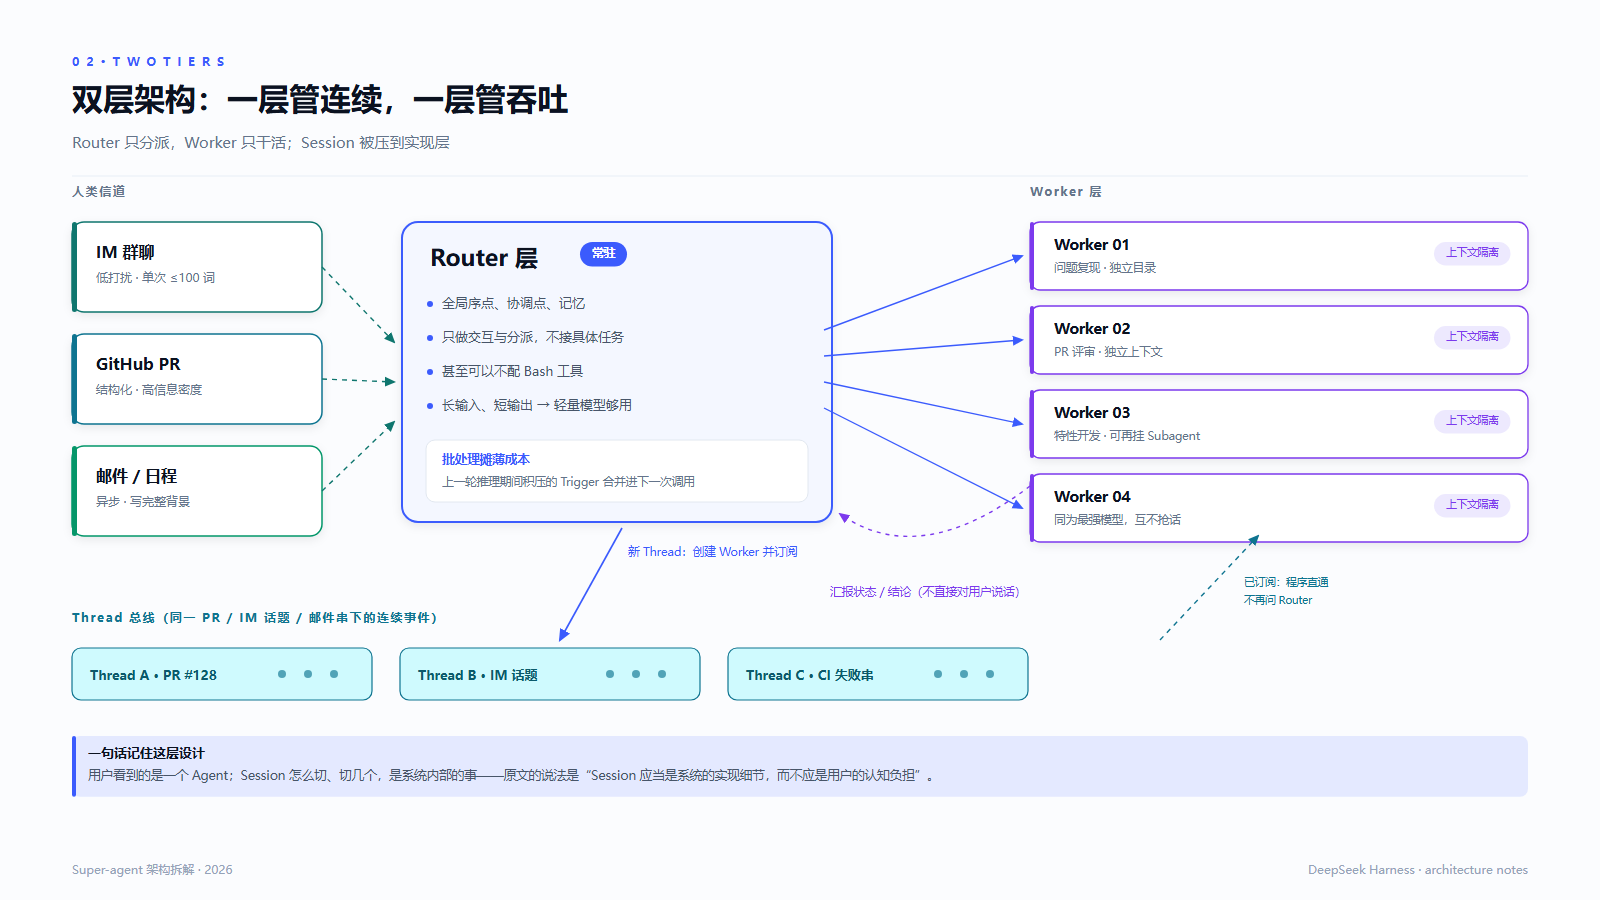 02·TWOTIERS
双层架构：一层管连续，一层管吞吐
Router 只分派，Worker 只干活；Session 被压到实现层
人类信道
Worker 层
IM 群聊
低打扰 · 单次 ≤100 词
GitHub PR
结构化 · 高信息密度
邮件 / 日程
异步 · 写完整背景
Router 层
常驻
全局序点、协调点、记忆
只做交互与分派，不接具体任务
甚至可以不配 Bash 工具
长输入、短输出 → 轻量模型够用
批处理摊薄成本
上一轮推理期间积压的 Trigger 合并进下一次调用
Worker 01
问题复现 · 独立目录
上下文隔离
Worker 02
PR 评审 · 独立上下文
上下文隔离
Worker 03
特性开发 · 可再挂 Subagent
上下文隔离
Worker 04
同为最强模型，互不抢话
上下文隔离
新 Thread：创建 Worker 并订阅
汇报状态 / 结论（不直接对用户说话）
已订阅：程序直通
不再问 Router
Thread 总线（同一 PR / IM 话题 / 邮件串下的连续事件）
Thread A · PR #128
Thread B · IM 话题
Thread C · CI 失败串
一句话记住这层设计
用户看到的是一个 Agent；Session 怎么切、切几个，是系统内部的事——原文的说法是“Session 应当是系统的实现细节，而不应是用户的认知负担”。
Super-agent 架构拆解 · 2026
DeepSeek Harness · architecture notes